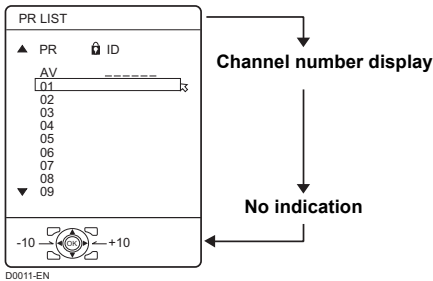 PR LIST
PR ID
AV _ _ _ _ _ _
01
02
03
04
05
06
07
08
09
-10 OK +10
D0011-EN
Channel number display
No indication